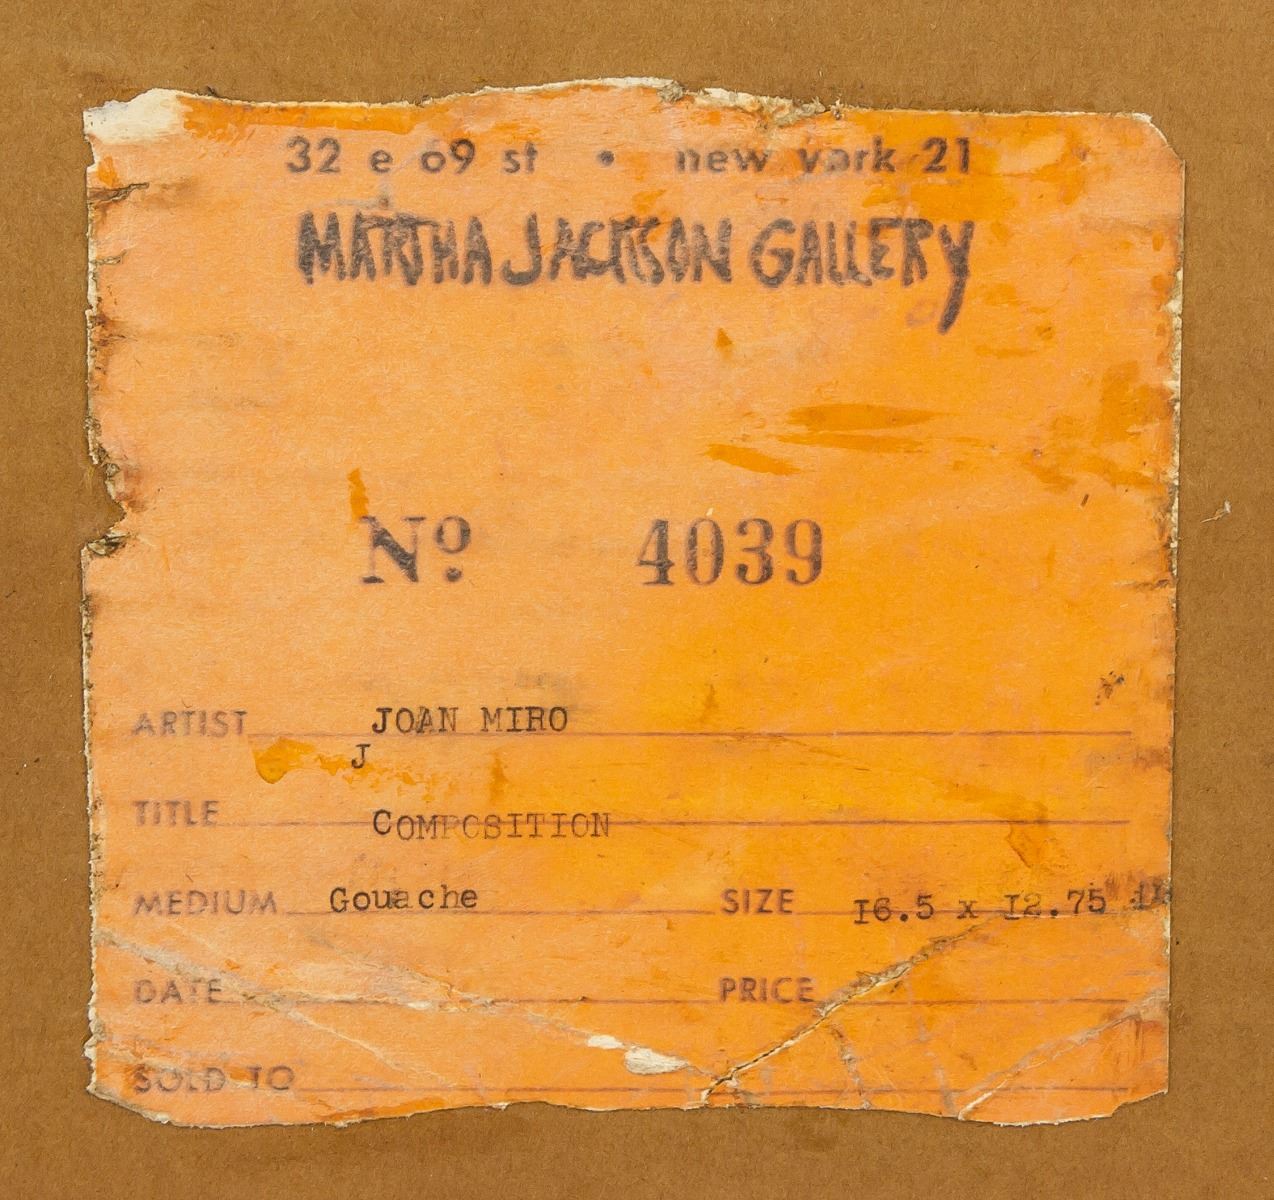 32 e 69 st • new york 21
MARTHA JACKSON GALLERY
Nº 4039
ARTIST JOAN MIRO
J
TITLE COMPOSITION
MEDIUM Gouache SIZE 16.5 x 12.75
DATE PRICE
SOLD TO